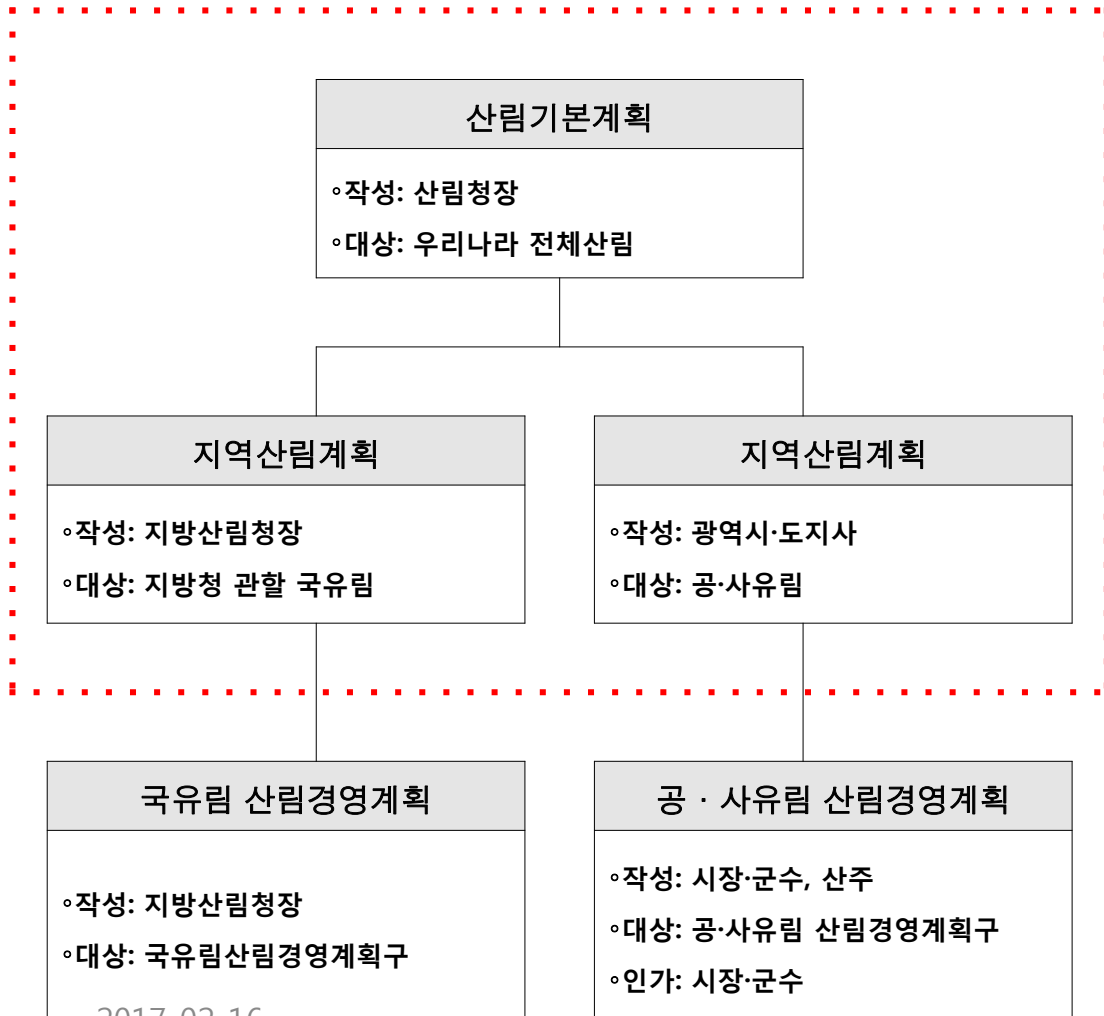 산림기본계획
∘작성: 산림청장
∘대상: 우리나라 전체산림
지역산림계획
∘작성: 지방산림청장
∘대상: 지방청 관할 국유림
지역산림계획
∘작성: 광역시·도지사
∘대상: 공·사유림
국유림 산림경영계획
∘작성: 지방산림청장
∘대상: 국유림산림경영계획구
공 · 사유림 산림경영계획
∘작성: 시장·군수, 산주
∘대상: 공·사유림 산림경영계획구
∘인가: 시장·군수